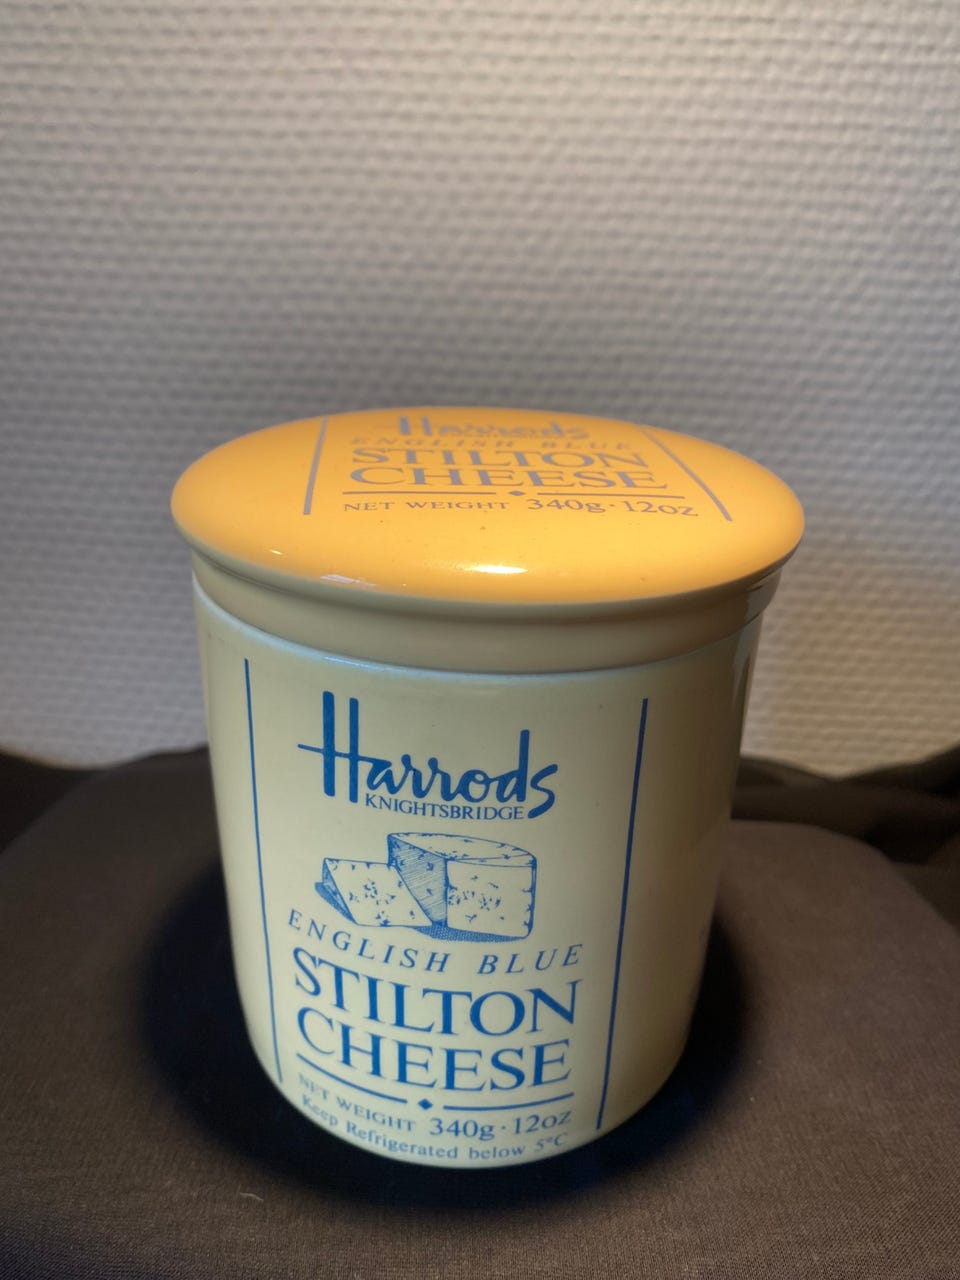 Harrods
ENGLISH BLUE
STILTON
CHEESE
NET WEIGHT 340g·12oz
Harrods
KNIGHTSBRIDGE
ENGLISH BLUE
STILTON
CHEESE
NET WEIGHT 340g·12oz
Keep Refrigerated below 5°C